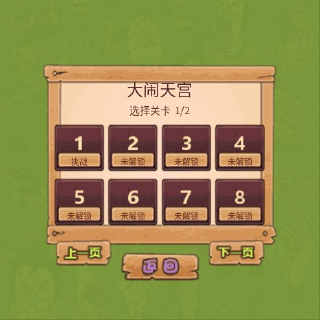 大闹天宫
选择关卡 1/2
1 2 3 4
挑战 未解锁 未解锁 未解锁
5 6 7 8
未解锁 未解锁 未解锁 未解锁
上一页 下一页
返回